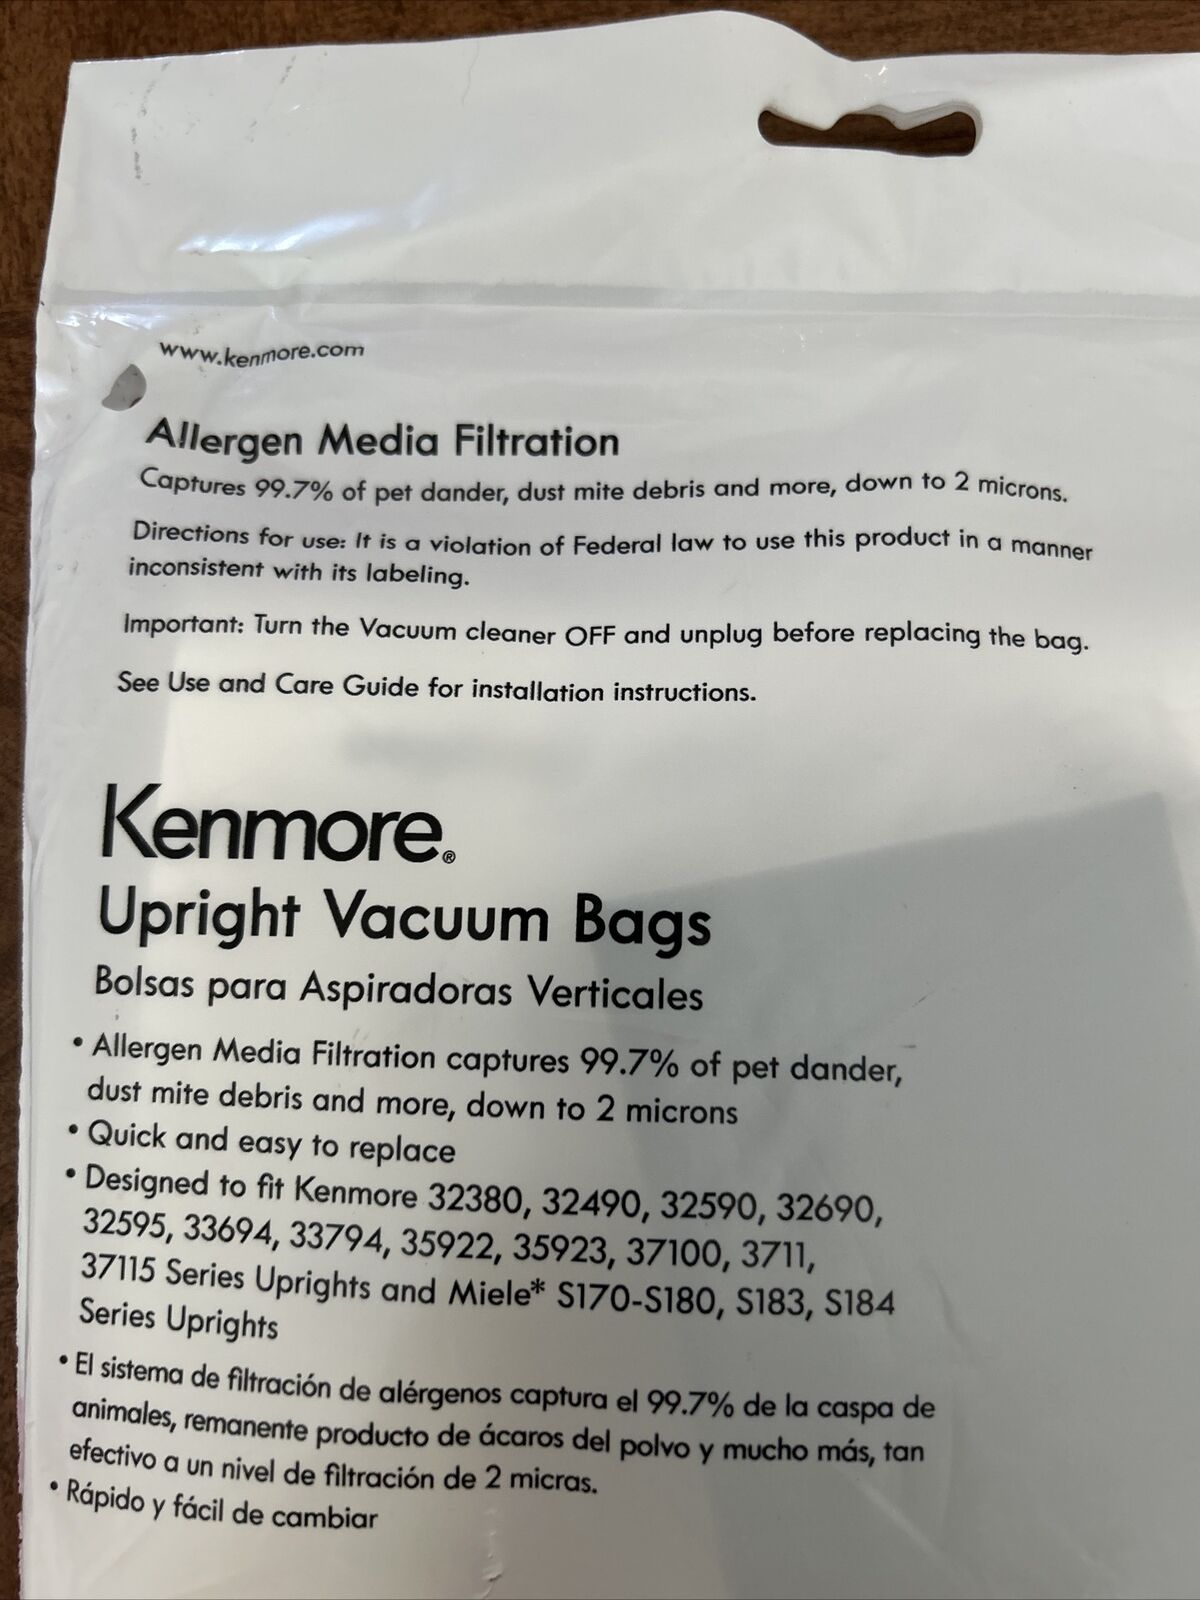 www.kenmore.com
Allergen Media Filtration
Captures 99.7% of pet dander, dust mite debris and more, down to 2 microns.
Directions for use: It is a violation of Federal law to use this product in a manner
inconsistent with its labeling.
Important: Turn the Vacuum cleaner OFF and unplug before replacing the bag.
See Use and Care Guide for installation instructions.
Kenmore®
Upright Vacuum Bags
Bolsas para Aspiradoras Verticales
• Allergen Media Filtration captures 99.7% of pet dander,
dust mite debris and more, down to 2 microns
• Quick and easy to replace
• Designed to fit Kenmore 32380, 32490, 32590, 32690,
32595, 33694, 33794, 35922, 35923, 37100, 3711,
37115 Series Uprights and Miele* S170-S180, S183, S184
Series Uprights
• El sistema de filtración de alérgenos captura el 99.7% de la caspa de
animales, remanente producto de ácaros del polvo y mucho más, tan
efectivo a un nivel de filtración de 2 micras.
• Rápido y fácil de cambiar